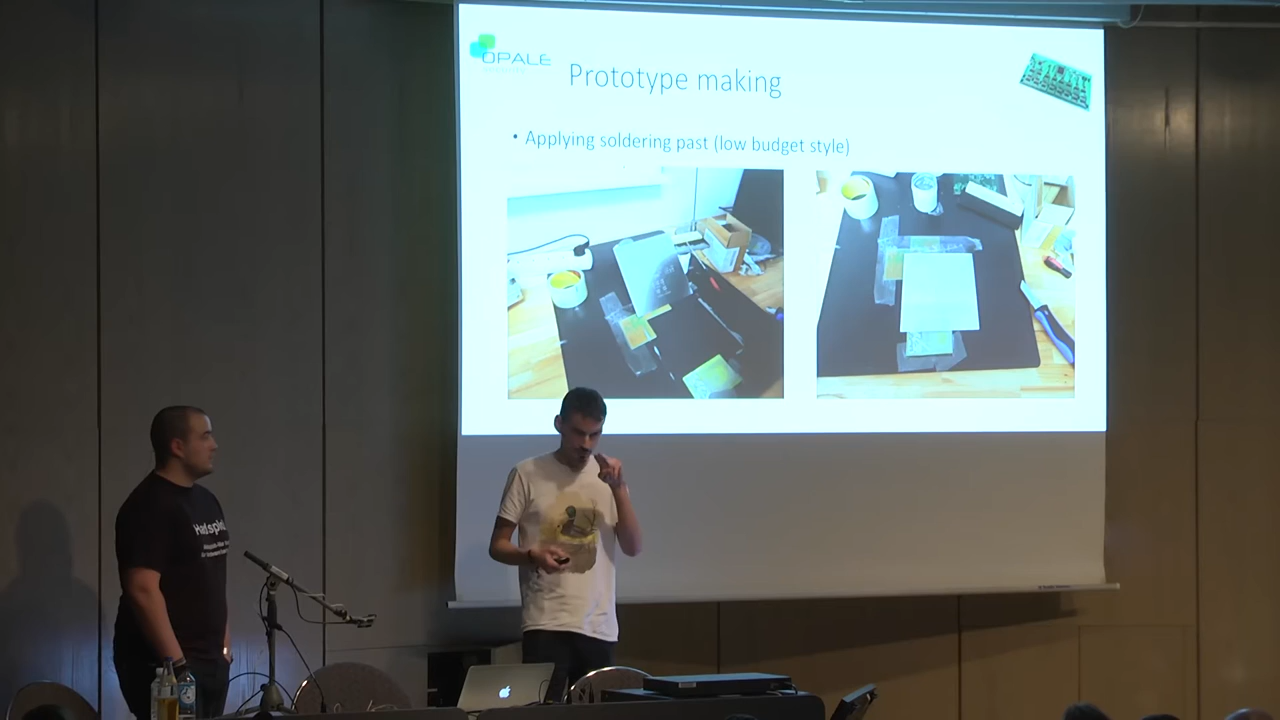 OPALE
Prototype making
• Applying soldering past (low budget style)